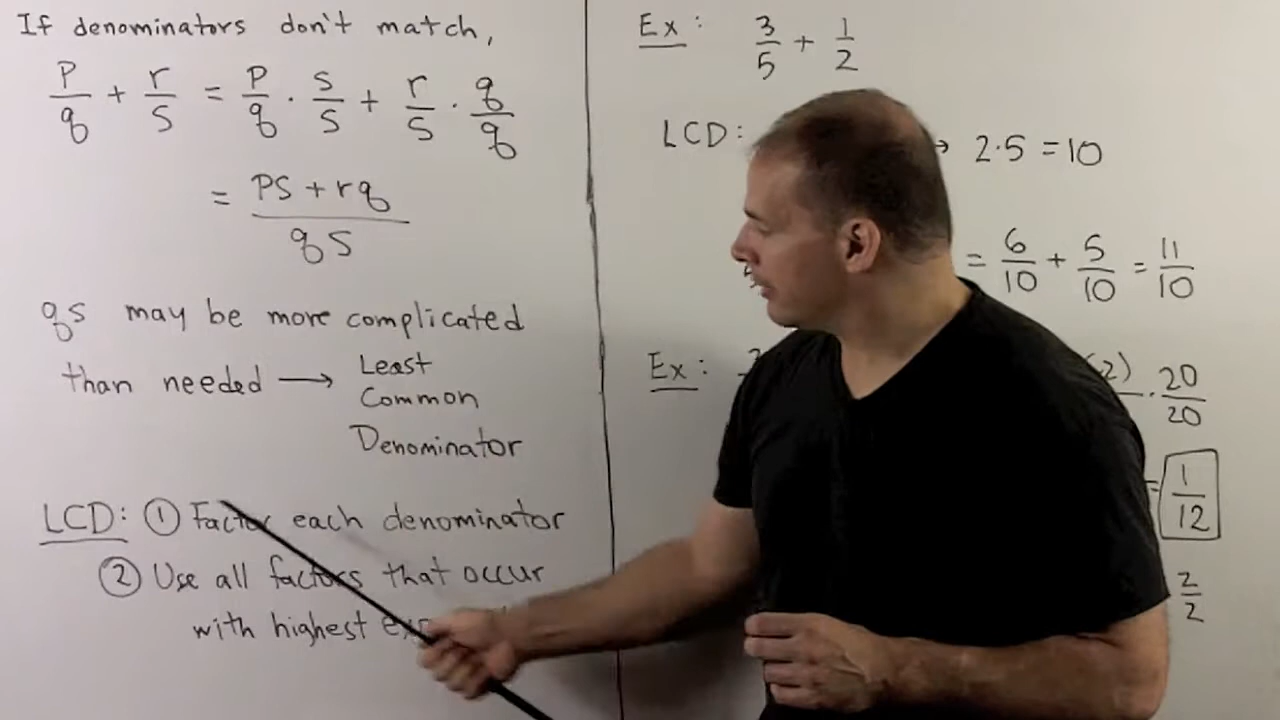 If denominators don't match,
p/q + r/s = p/q · s/s + r/s · q/q
= ps + rq / qs
qs may be more complicated
than needed → Least
Common
Denominator
LCD: ① Factor each denominator
② Use all factors that occur
with highest
Ex: 3/5 + 1/2
LCD: → 2·5 = 10
= 6/10 + 5/10 = 11/10
Ex: 2) · 20/20
= 1/12
2/2